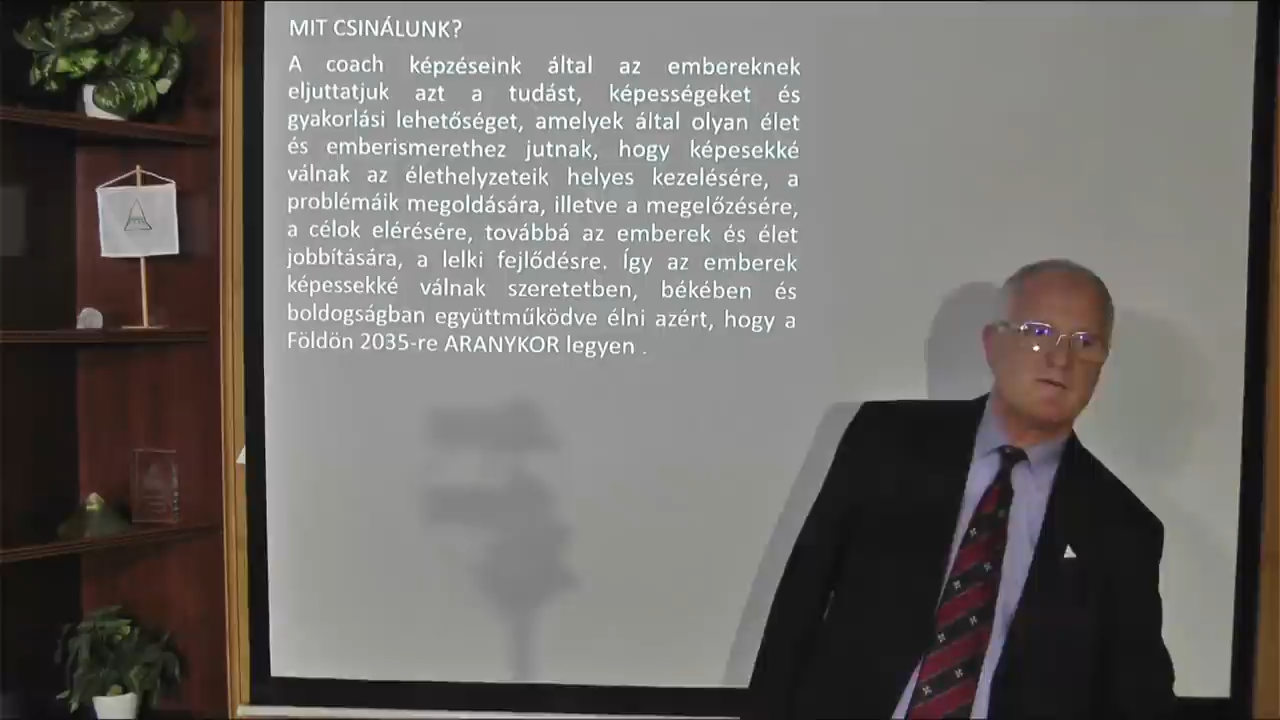 MIT CSINÁLUNK?
A coach képzéseink által az embereknek
eljuttatjuk azt a tudást, képességeket és
gyakorlási lehetőséget, amelyek által olyan élet
és emberismerethez jutnak, hogy képesekké
válnak az élethelyzeteik helyes kezelésére, a
problémáik megoldására, illetve a megelőzésére,
a célok elérésére, továbbá az emberek és élet
jobbítására, a lelki fejlődésre. Így az emberek
képessekké válnak szeretetben, békében és
boldogságban együttműködve élni azért, hogy a
Földön 2035-re ARANYKOR legyen .